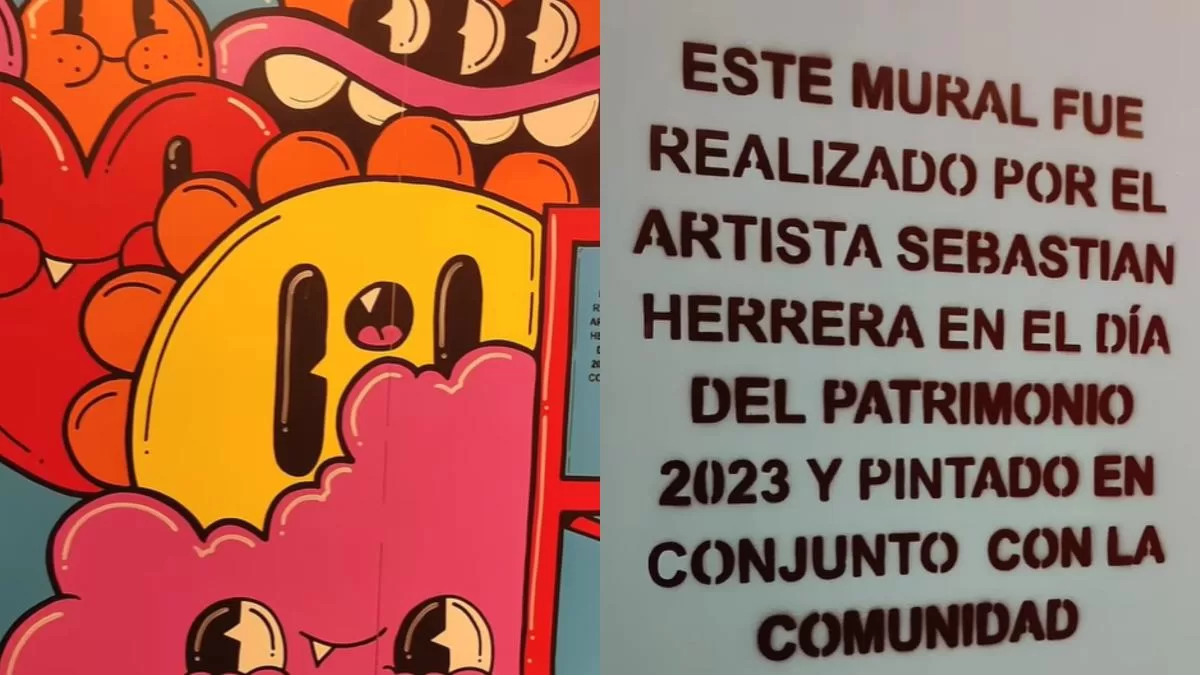 ESTE MURAL FUE
REALIZADO POR EL
ARTISTA SEBASTIAN
HERRERA EN EL DÍA
DEL PATRIMONIO
2023 Y PINTADO EN
CONJUNTO CON LA
COMUNIDAD